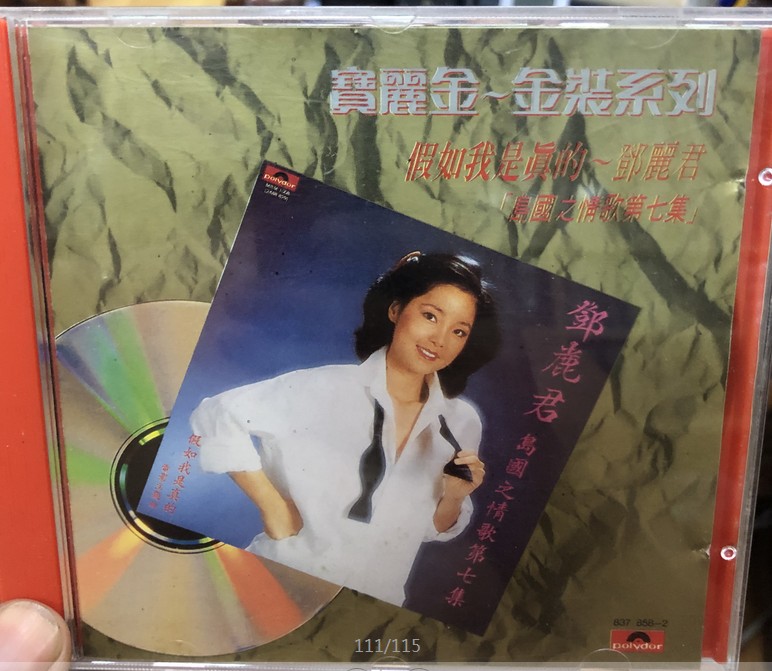 寶麗金~金裝系列
假如我是真的~鄧麗君
「島國之情歌第七集」
polydor
鄧麗君
島國之情歌第七集
假如我是真的
837 858-2
polydor
111/115